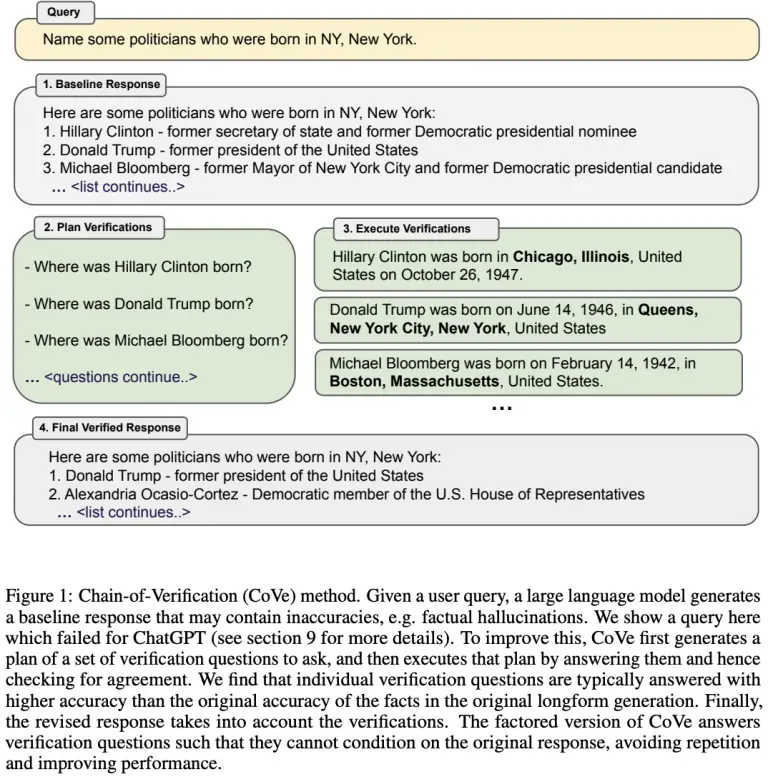 Query
Name some politicians who were born in NY, New York.
1. Baseline Response
Here are some politicians who were born in NY, New York:
1. Hillary Clinton - former secretary of state and former Democratic presidential nominee
2. Donald Trump - former president of the United States
3. Michael Bloomberg - former Mayor of New York City and former Democratic presidential candidate
... <list continues..>
2. Plan Verifications
- Where was Hillary Clinton born?
- Where was Donald Trump born?
- Where was Michael Bloomberg born?
... <questions continue..>
3. Execute Verifications
Hillary Clinton was born in Chicago, Illinois, United
States on October 26, 1947.
Donald Trump was born on June 14, 1946, in Queens,
New York City, New York, United States
Michael Bloomberg was born on February 14, 1942, in
Boston, Massachusetts, United States.
...
4. Final Verified Response
Here are some politicians who were born in NY, New York:
1. Donald Trump - former president of the United States
2. Alexandria Ocasio-Cortez - Democratic member of the U.S. House of Representatives
... <list continues..>
Figure 1: Chain-of-Verification (CoVe) method. Given a user query, a large language model generates
a baseline response that may contain inaccuracies, e.g. factual hallucinations. We show a query here
which failed for ChatGPT (see section 9 for more details). To improve this, CoVe first generates a
plan of a set of verification questions to ask, and then executes that plan by answering them and hence
checking for agreement. We find that individual verification questions are typically answered with
higher accuracy than the original accuracy of the facts in the original longform generation. Finally,
the revised response takes into account the verifications. The factored version of CoVe answers
verification questions such that they cannot condition on the original response, avoiding repetition
and improving performance.